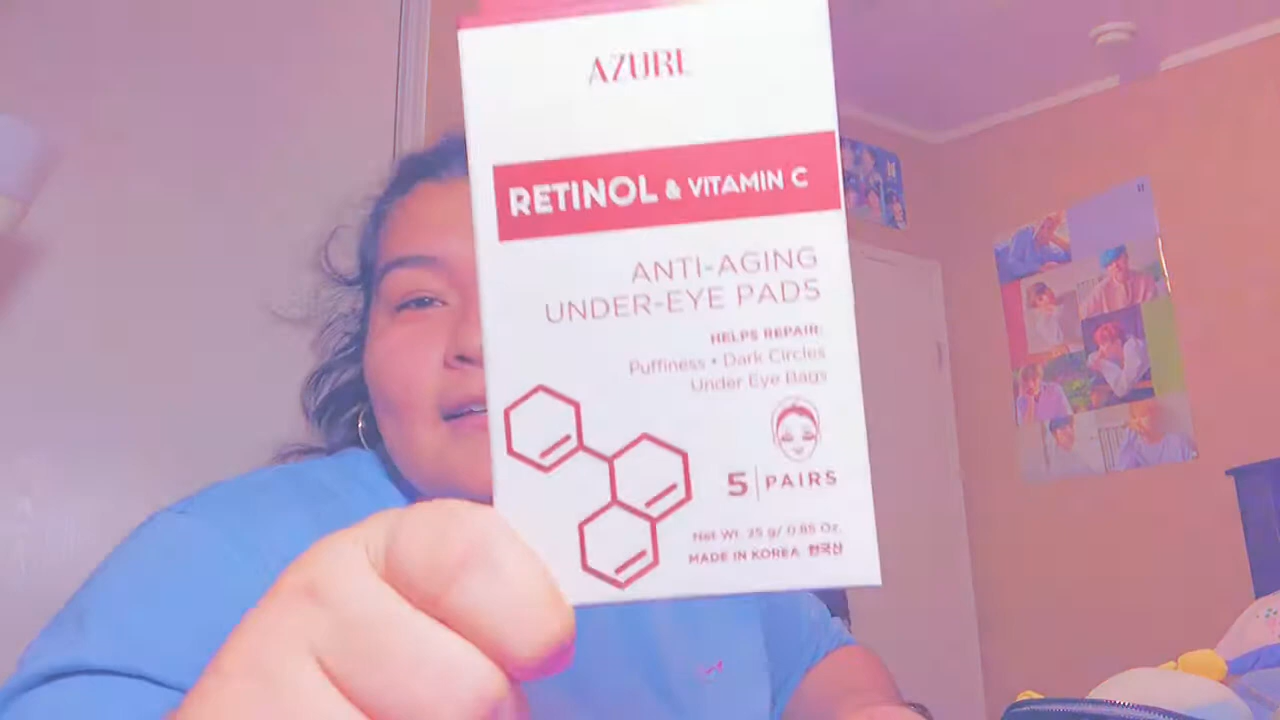 AZURE
RETINOL & VITAMIN C
ANTI-AGING
UNDER-EYE PADS
HELPS REPAIR:
Puffiness • Dark Circles
Under Eye Bags
5 | PAIRS
Net Wt. 25 g/ 0.85 Oz.
MADE IN KOREA 한국산